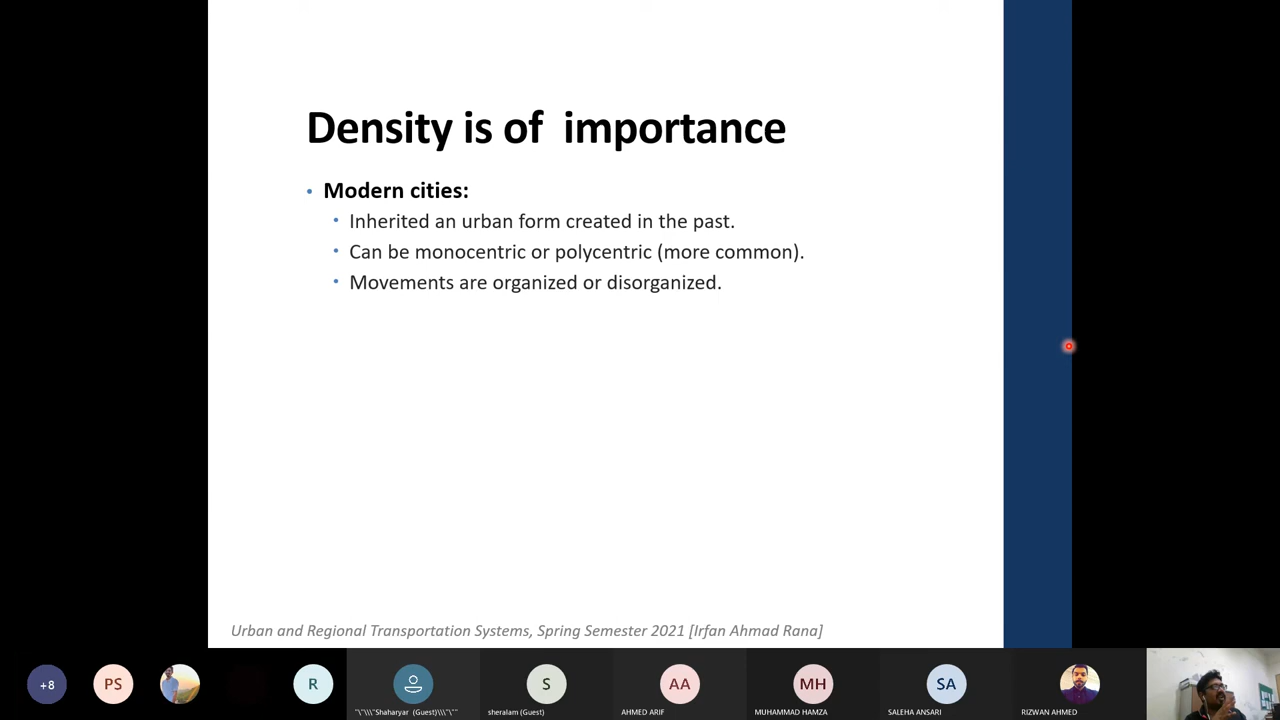 Density is of  importance
• Modern cities:
• Inherited an urban form created in the past.
• Can be monocentric or polycentric (more common).
• Movements are organized or disorganized.
Urban and Regional Transportation Systems, Spring Semester 2021 [Irfan Ahmad Rana]
+8
PS
R
S
AA
MH
SA
"\"\\\"Shaharyar (Guest)\\\"\""
sheralam (Guest)
AHMED ARIF
MUHAMMAD HAMZA
SALEHA ANSARI
RIZWAN AHMED